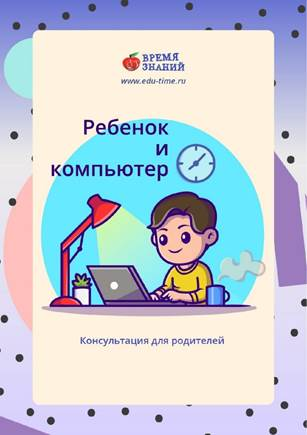 ВРЕМЯ
ЗНАНИЙ
www.edu-time.ru
Ребенок
и
компьютер
Консультация для родителей